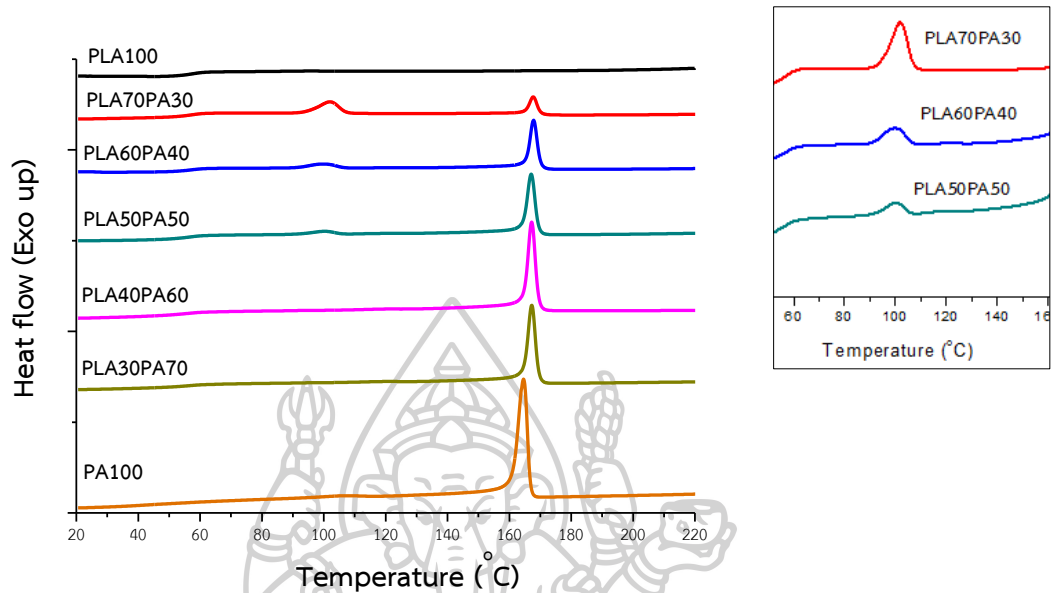 PLA100
PLA70PA30
PLA60PA40
PLA50PA50
PLA40PA60
PLA30PA70
PA100
Heat flow (Exo up)
20 40 60 80 100 120 140 160 180 200 220
Temperature (°C)
PLA70PA30
PLA60PA40
PLA50PA50
60 80 100 120 140 16
Temperature (°C)